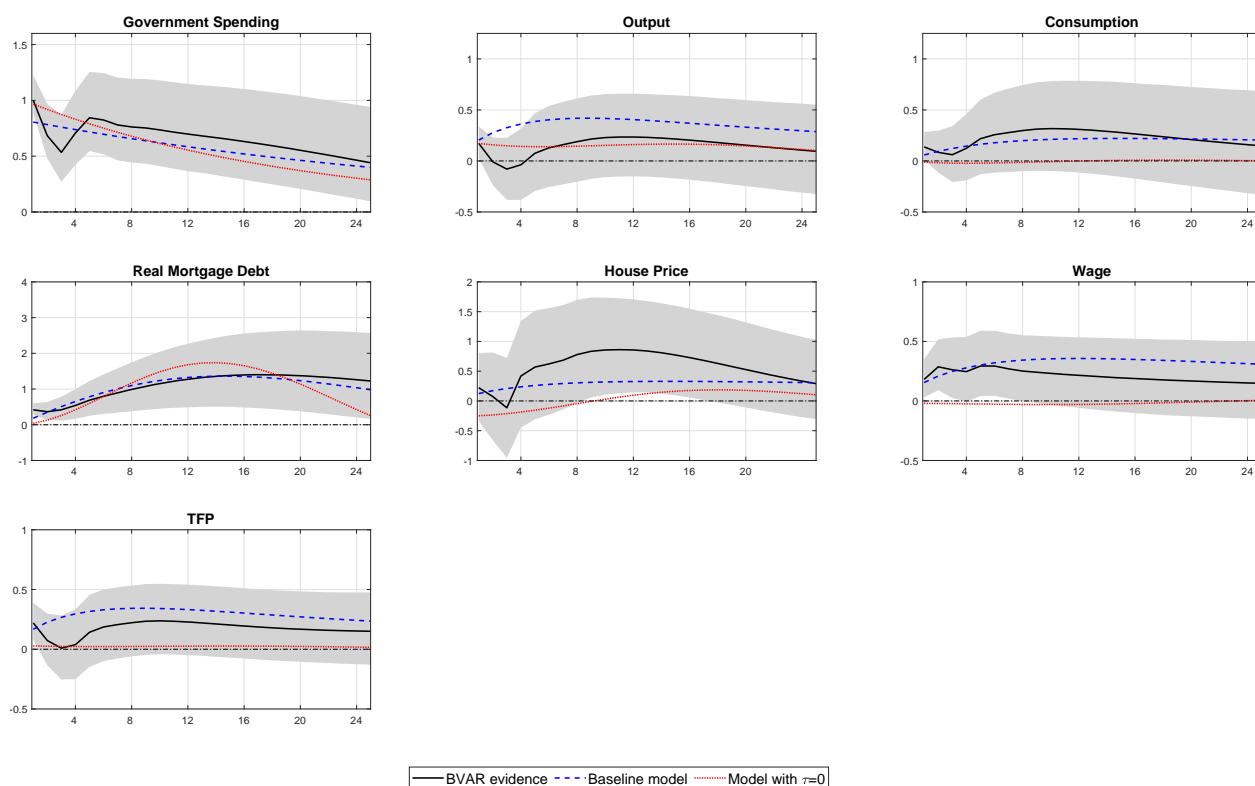 Government Spending
1.5
1
0.5
0
4 8 12 16 20 24
Output
1
0.5
0
-0.5
4 8 12 16 20 24
Consumption
1
0.5
0
-0.5
4 8 12 16 20 24
Real Mortgage Debt
4
3
2
1
0
-1
4 8 12 16 20 24
House Price
2
1.5
1
0.5
0
-0.5
-1
4 8 12 16 20 24
Wage
1
0.5
0
-0.5
4 8 12 16 20 24
TFP
1
0.5
0
-0.5
4 8 12 16 20 24
BVAR evidence Baseline model Model with τ=0